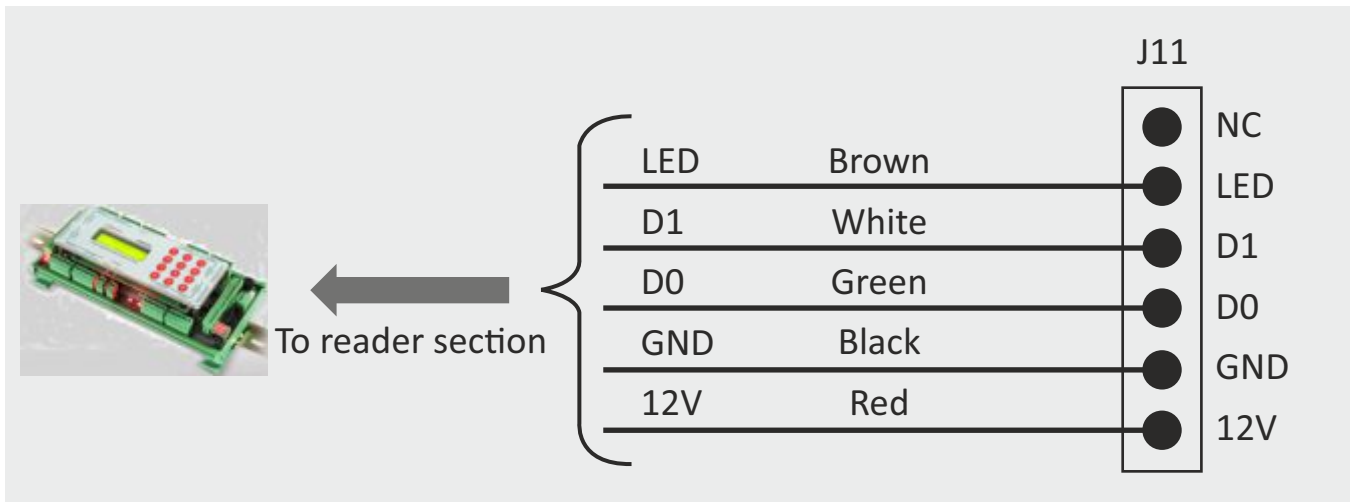 J11
NC
LED Brown
LED
D1 White
D1
D0 Green
D0
To reader section
GND Black
GND
12V Red
12V